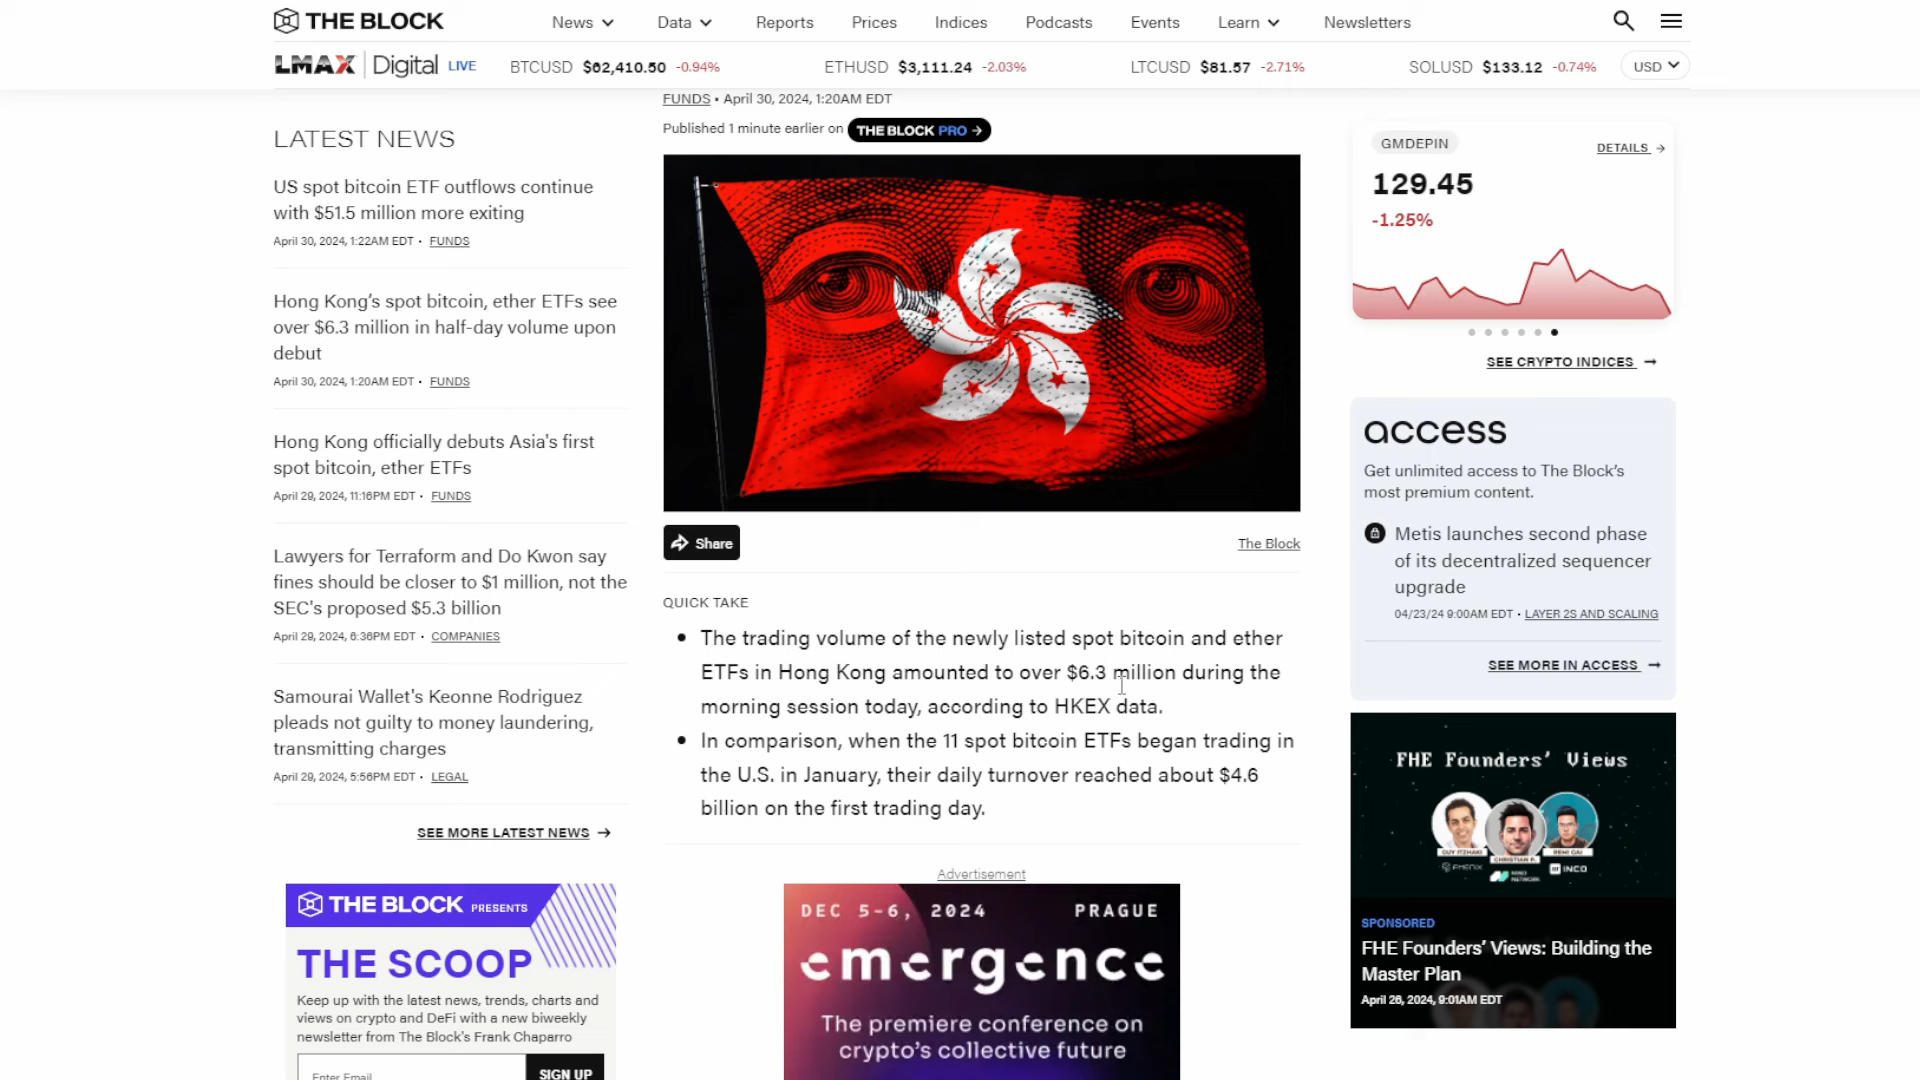 THE BLOCK
News
Data
Reports
Prices
Indices
Podcasts
Events
Learn
Newsletters
LMAX Digital LIVE
BTCUSD $62,410.50 -0.94%
ETHUSD $3,111.24 -2.03%
LTCUSD $81.57 -2.71%
SOLUSD $133.12 -0.74%
USD
LATEST NEWS
US spot bitcoin ETF outflows continue
with $51.5 million more exiting
April 30, 2024, 1:22AM EDT • FUNDS
Hong Kong’s spot bitcoin, ether ETFs see
over $6.3 million in half-day volume upon
debut
April 30, 2024, 1:20AM EDT • FUNDS
Hong Kong officially debuts Asia's first
spot bitcoin, ether ETFs
April 29, 2024, 11:16PM EDT • FUNDS
Lawyers for Terraform and Do Kwon say
fines should be closer to $1 million, not the
SEC's proposed $5.3 billion
April 29, 2024, 6:36PM EDT • COMPANIES
Samourai Wallet's Keonne Rodriguez
pleads not guilty to money laundering,
transmitting charges
April 29, 2024, 5:56PM EDT • LEGAL
SEE MORE LATEST NEWS →
THE BLOCK PRESENTS
THE SCOOP
Keep up with the latest news, trends, charts and
views on crypto and DeFi with a new biweekly
newsletter from The Block's Frank Chaparro
Enter Email
SIGN UP
FUNDS • April 30, 2024, 1:20AM EDT
Published 1 minute earlier on THE BLOCK PRO →
Share
The Block
QUICK TAKE
• The trading volume of the newly listed spot bitcoin and ether
ETFs in Hong Kong amounted to over $6.3 million during the
morning session today, according to HKEX data.
• In comparison, when the 11 spot bitcoin ETFs began trading in
the U.S. in January, their daily turnover reached about $4.6
billion on the first trading day.
Advertisement
DEC 5-6, 2024 PRAGUE
emergence
The premiere conference on
crypto’s collective future
GMDEPIN
DETAILS →
129.45
-1.25%
SEE CRYPTO INDICES →
access
Get unlimited access to The Block’s
most premium content.
Metis launches second phase
of its decentralized sequencer
upgrade
04/23/24 9:00AM EDT • LAYER 2S AND SCALING
SEE MORE IN ACCESS →
FHE Founders’ Views
GUY ITZHAKI
CHRISTIAN P.
REMI GAI
FHENIX
MIND NETWORK
INCO
SPONSORED
FHE Founders’ Views: Building the
Master Plan
April 26, 2024, 9:01AM EDT